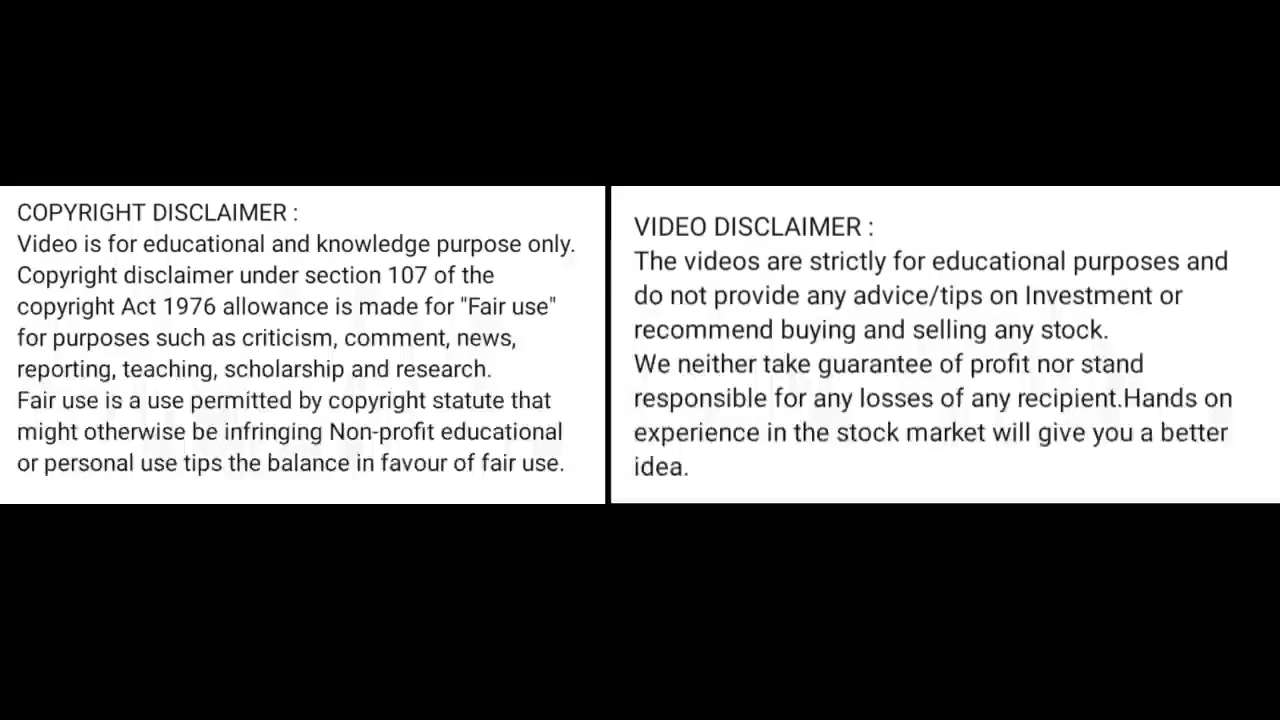 COPYRIGHT DISCLAIMER :
Video is for educational and knowledge purpose only.
Copyright disclaimer under section 107 of the
copyright Act 1976 allowance is made for "Fair use"
for purposes such as criticism, comment, news,
reporting, teaching, scholarship and research.
Fair use is a use permitted by copyright statute that
might otherwise be infringing Non-profit educational
or personal use tips the balance in favour of fair use.
VIDEO DISCLAIMER :
The videos are strictly for educational purposes and
do not provide any advice/tips on Investment or
recommend buying and selling any stock.
We neither take guarantee of profit nor stand
responsible for any losses of any recipient.Hands on
experience in the stock market will give you a better
idea.